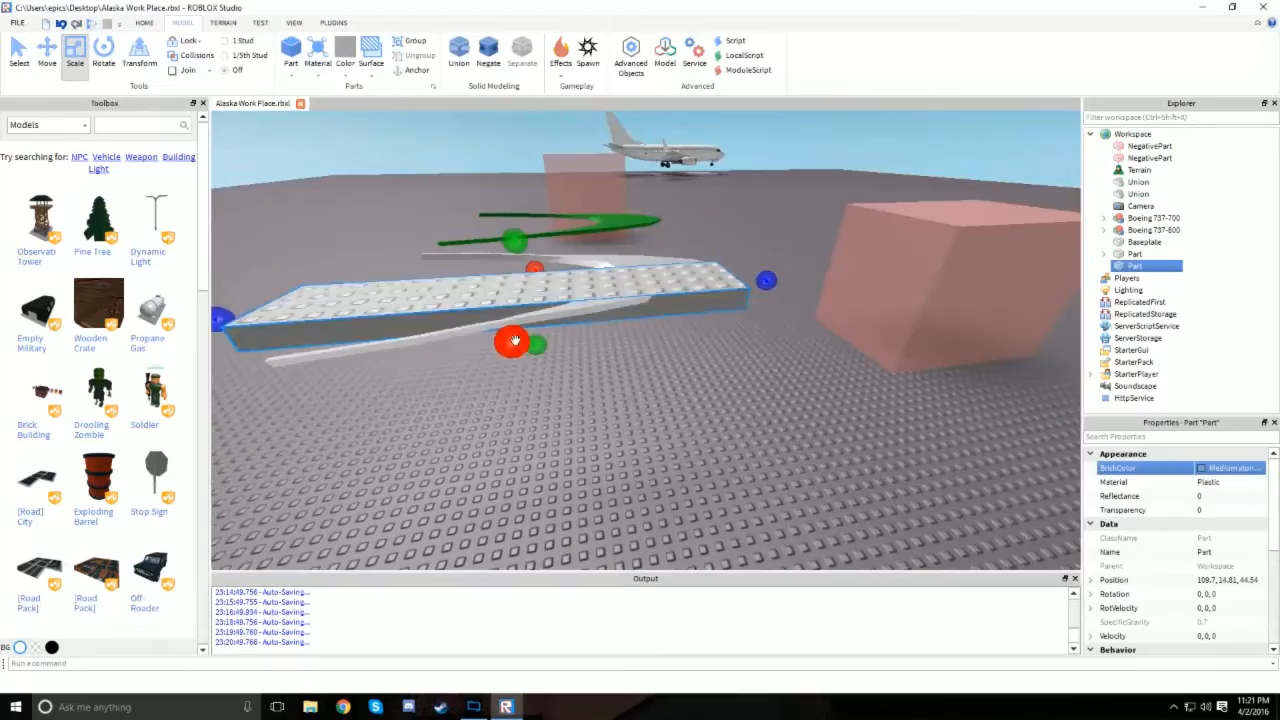 C:\Users\epics\Desktop\Alaska Work Place.rbxl - ROBLOX Studio
FILE HOME MODEL TERRAIN TEST VIEW PLUGINS
Select Move Scale Rotate Transform
Lock
Collisions
Join
1 Stud
1/5th Stud
Off
Tools
Part Material Color Surface
Group
Ungroup
Anchor
Parts
Union Negate Separate
Solid Modeling
Effects Spawn
Gameplay
Advanced Objects Model Service
Script
LocalScript
ModuleScript
Advanced
Toolbox
Models
Try searching for: NPC Vehicle Weapon Building
Light
Observati Tower
Pine Tree
Dynamic Light
Empty Military
Wooden Crate
Propane Gas
Brick Building
Drooling Zombie
Soldier
[Road] City
Exploding Barrel
Stop Sign
[Road Pack]
[Road Pack]
Off-Roader
BG
Alaska Work Place.rbxl
Output
23:14:49.756 - Auto-Saving...
23:15:49.755 - Auto-Saving...
23:16:49.934 - Auto-Saving...
23:18:49.756 - Auto-Saving...
23:19:49.760 - Auto-Saving...
23:20:49.766 - Auto-Saving...
Explorer
Filter workspace (Ctrl+Shift+X)
Workspace
NegativePart
NegativePart
Terrain
Union
Union
Camera
Boeing 737-700
Boeing 737-800
Baseplate
Part
Part
Players
Lighting
ReplicatedFirst
ReplicatedStorage
ServerScriptService
ServerStorage
StarterGui
StarterPack
StarterPlayer
Soundscape
HttpService
Properties - Part "Part"
Search Properties
Appearance
BrickColor Medium ston...
Material Plastic
Reflectance 0
Transparency 0
Data
ClassName Part
Name Part
Parent Workspace
Position 109.7, 14.81, 44.54
Rotation 0, 0, 0
RotVelocity 0, 0, 0
SpecificGravity 0.7
Velocity 0, 0, 0
Behavior
Run a command
Ask me anything
11:21 PM
4/2/2016